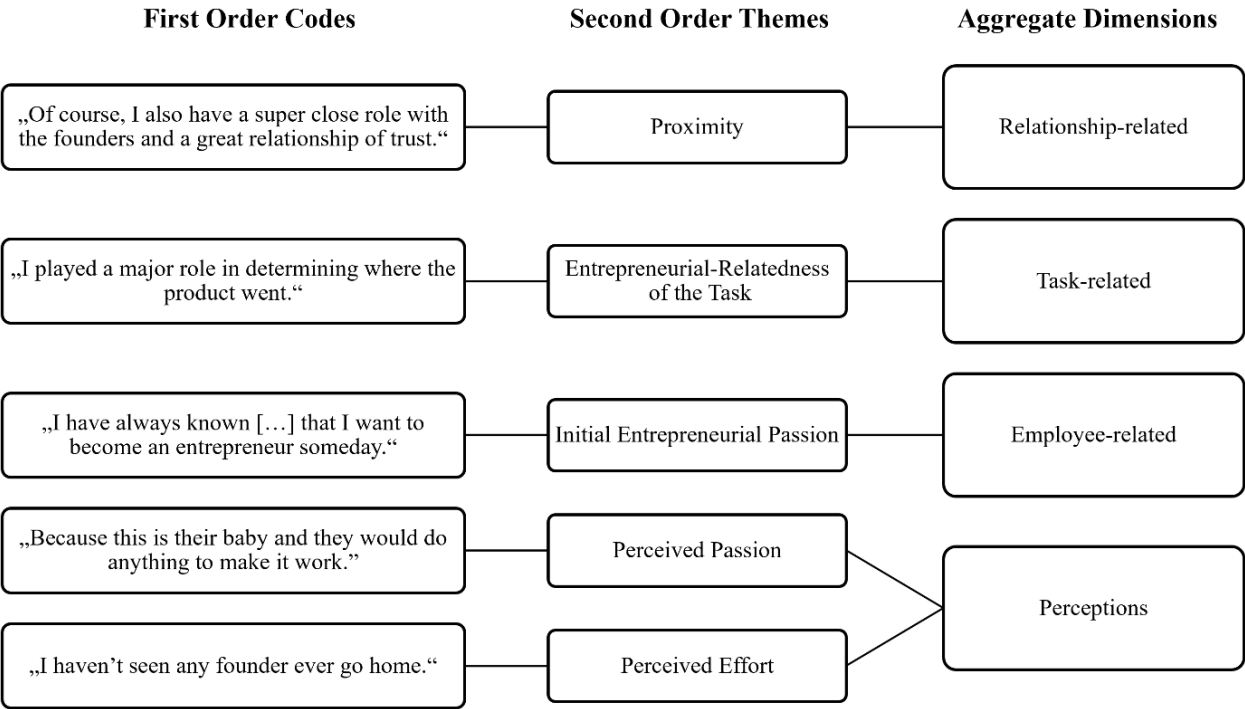 First Order Codes
Second Order Themes
Aggregate Dimensions
„Of course, I also have a super close role with
the founders and a great relationship of trust.“
Proximity
Relationship-related
„I played a major role in determining where the
product went.“
Entrepreneurial-Relatedness
of the Task
Task-related
„I have always known […] that I want to
become an entrepreneur someday.“
Initial Entrepreneurial Passion
Employee-related
„Because this is their baby and they would do
anything to make it work.”
Perceived Passion
Perceptions
„I haven’t seen any founder ever go home.“
Perceived Effort